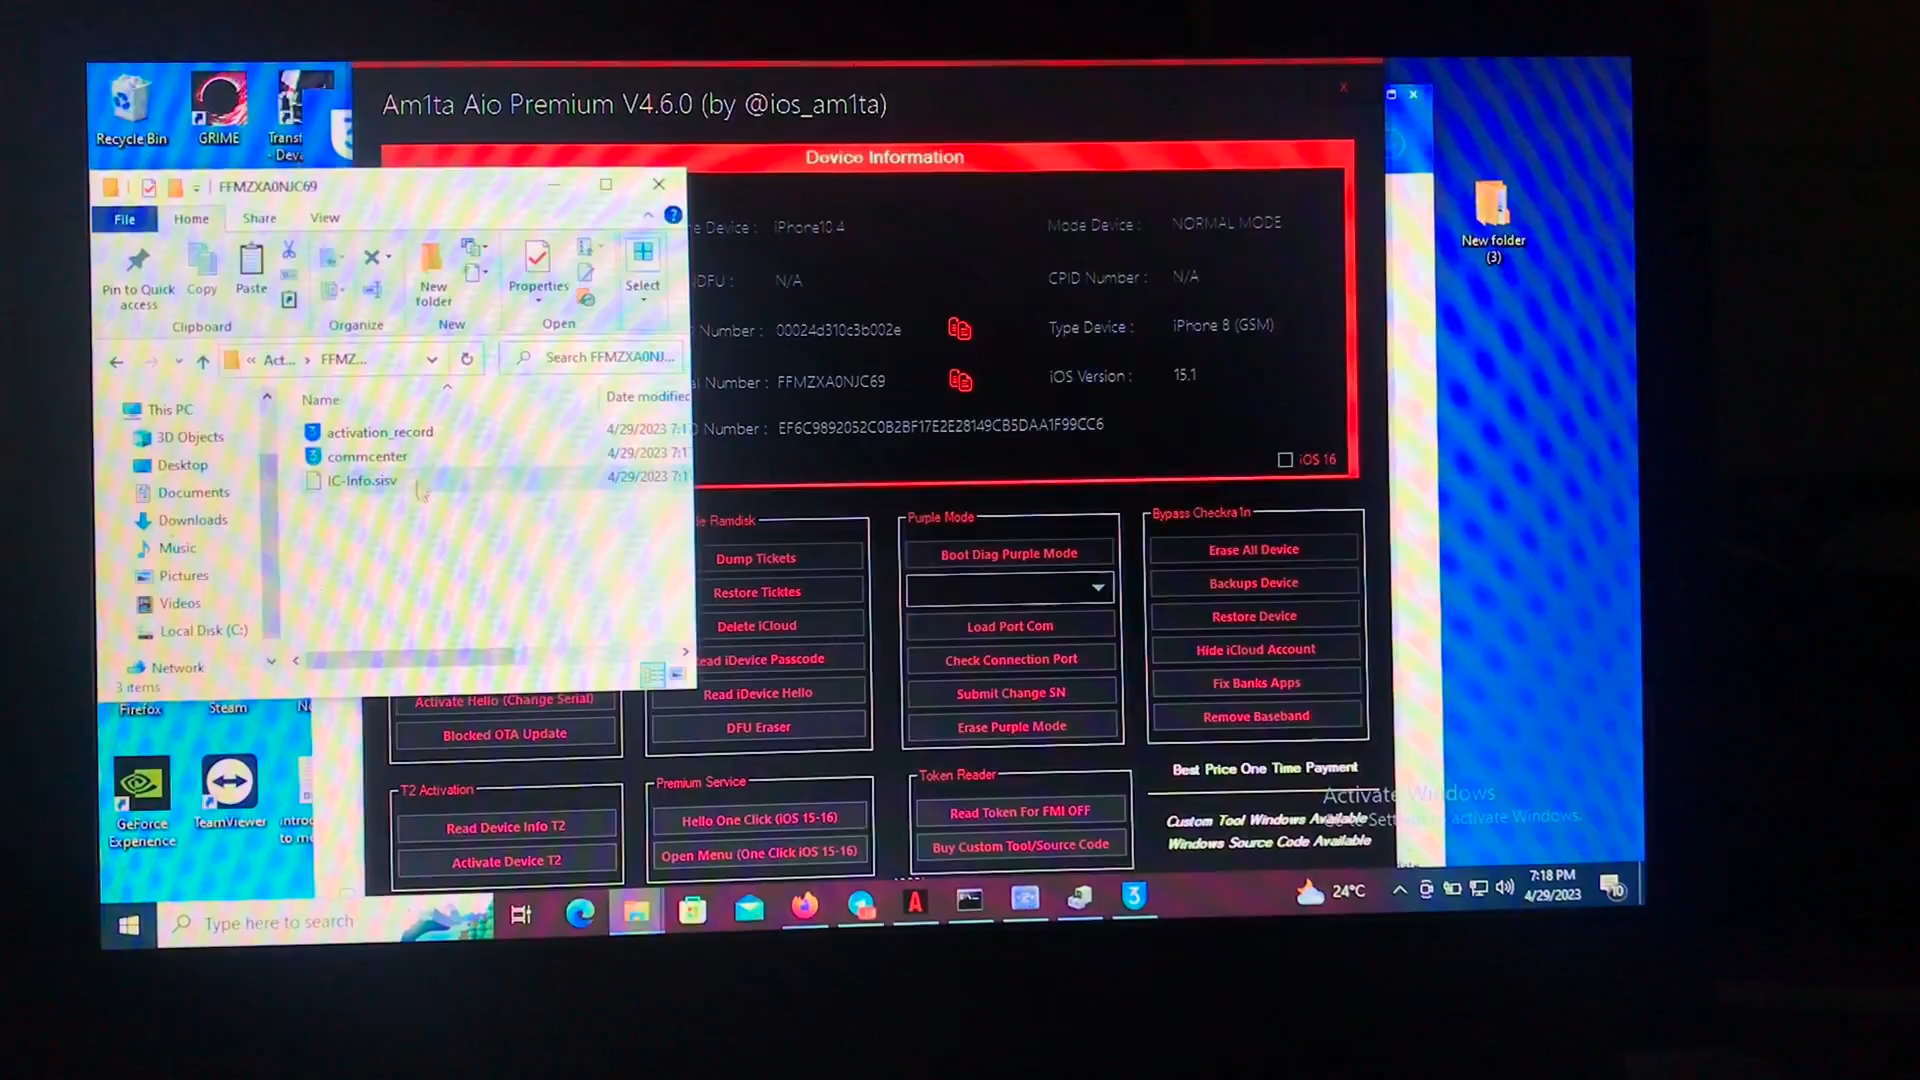 Recycle Bin
GRIME
Am1ta Aio Premium V4.6.0 (by @ios_am1ta)
x
Device Information
FFMZXA0NJC69
File
Home
Share
View
Pin to Quick access
Copy
Paste
New folder
Properties
Select
Clipboard
Organize
New
Open
« Act... > FFMZ...
Search FFMZXA0NJ...
Name
Date modified
This PC
3D Objects
Desktop
Documents
Downloads
Music
Pictures
Videos
Local Disk (C:)
Network
activation_record
4/29/2023
commcenter
4/29/2023
IC-Info.sisv
4/29/2023
3 items
Device :
iPhone10.4
Mode Device :
NORMAL MODE
DFU :
N/A
CPID Number :
N/A
Number :
00024d310c3b002e
Type Device :
iPhone 8 (GSM)
Number :
FFMZXA0NJC69
iOS Version :
15.1
Number :
EF6C9892052C0B2BF17E2E28149CB5DAA1F99CC6
iOS 16
Ramdisk
Dump Tickets
Restore Ticktes
Delete iCloud
ead iDevice Passcode
Read iDevice Hello
DFU Eraser
Purple Mode
Boot Diag Purple Mode
Load Port Com
Check Connection Port
Submit Change SN
Erase Purple Mode
Bypass Checkra1n
Erase All Device
Backups Device
Restore Device
Hide iCloud Account
Fix Banks Apps
Remove Baseband
Activate Hello (Change Serial)
Blocked OTA Update
T2 Activation
Read Device Info T2
Activate Device T2
Premium Service
Hello One Click (iOS 15-16)
Open Menu (One Click iOS 15-16)
Token Reader
Read Token For FMI OFF
Buy Custom Tool/Source Code
Best Price One Time Payment
Custom Tool Windows Available
Windows Source Code Available
Activate Windows
activate Windows.
New folder
(3)
Firefox
Steam
GeForce Experience
TeamViewer
Type here to search
24°C
7:18 PM
4/29/2023
10